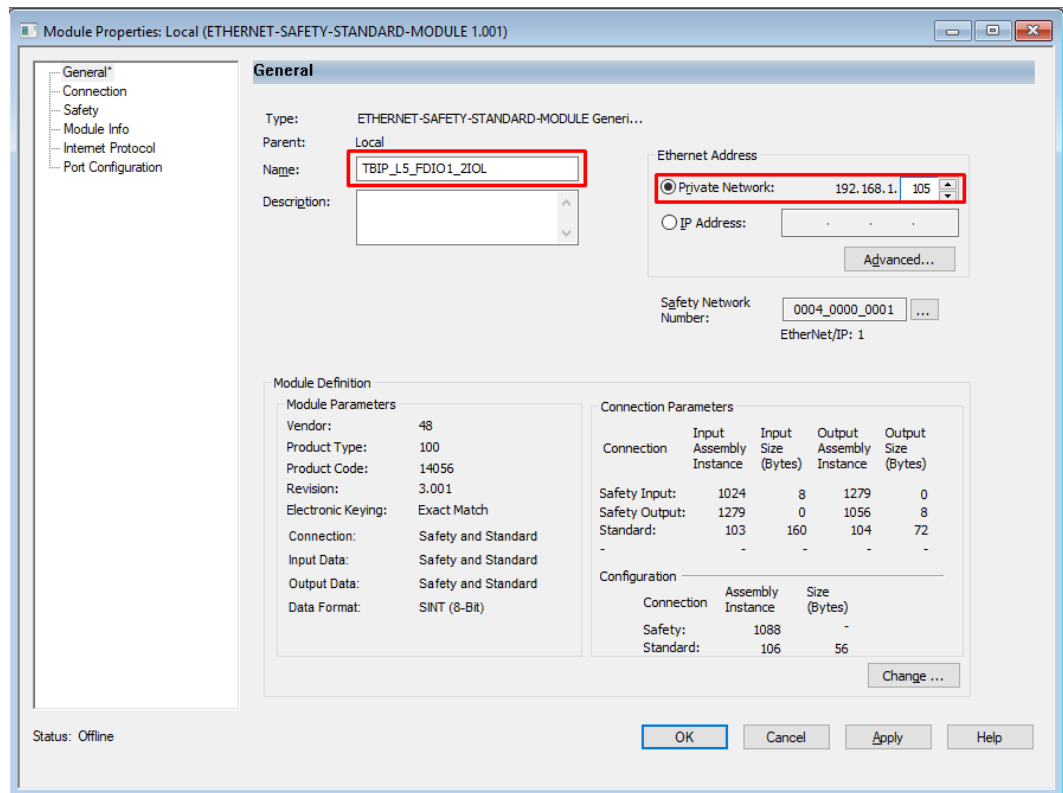 Module Properties: Local (ETHERNET-SAFETY-STANDARD-MODULE 1.001)
General*
Connection
Safety
Module Info
Internet Protocol
Port Configuration
General
Type: ETHERNET-SAFETY-STANDARD-MODULE Generi...
Parent: Local
Name: TBIP_L5_FDIO1_2IOL
Description:
Ethernet Address
Private Network: 192.168.1. 105
IP Address: . . .
Advanced...
Safety Network
Number:
0004_0000_0001 ...
EtherNet/IP: 1
Module Definition
Module Parameters
Vendor: 48
Product Type: 100
Product Code: 14056
Revision: 3.001
Electronic Keying: Exact Match
Connection: Safety and Standard
Input Data: Safety and Standard
Output Data: Safety and Standard
Data Format: SINT (8-Bit)
Connection Parameters
Input Input Output Output
Connection Assembly Size Assembly Size
Instance (Bytes) Instance (Bytes)
Safety Input: 1024 8 1279 0
Safety Output: 1279 0 1056 8
Standard: 103 160 104 72
- - - - -
Configuration
Assembly Size
Connection Instance (Bytes)
Safety: 1088 -
Standard: 106 56
Change ...
Status: Offline
OK Cancel Apply Help